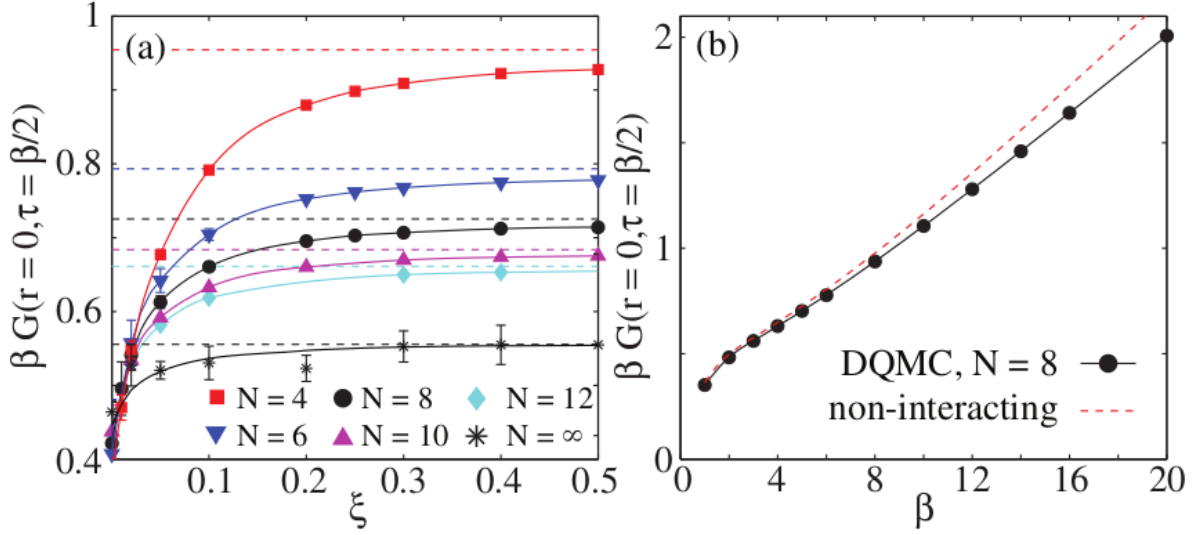 (a)
β G(r = 0,τ = β/2)
1
0.8
0.6
0.4
0.1 0.2 0.3 0.4 0.5
ξ
N = 4 N = 8 N = 12
N = 6 N = 10 N = ∞
(b)
β G(r = 0,τ = β/2)
2
1
0
0 4 8 12 16 20
β
DQMC, N = 8
non-interacting